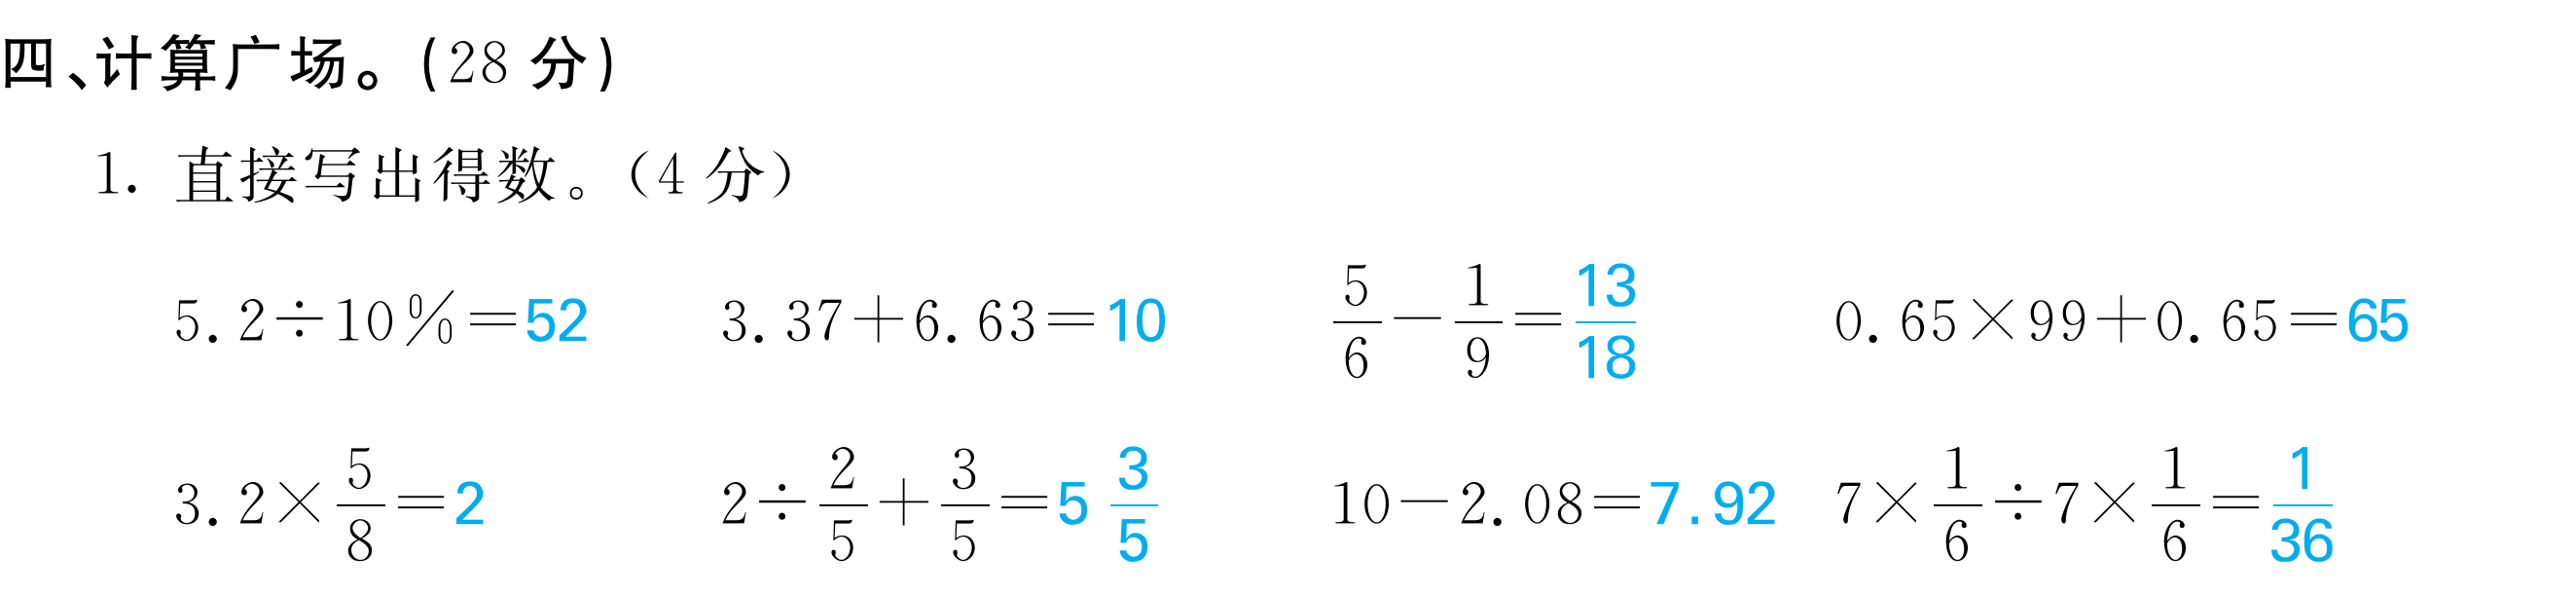 四、计算广场。(28 分)
1. 直接写出得数。(4 分)
5.2÷10%=52 3.37+6.63=10 5/6-1/9=13/18 0.65×99+0.65=65
3.2×5/8=2 2÷2/5+3/5=5 3/5 10-2.08=7.92 7×1/6÷7×1/6=1/36